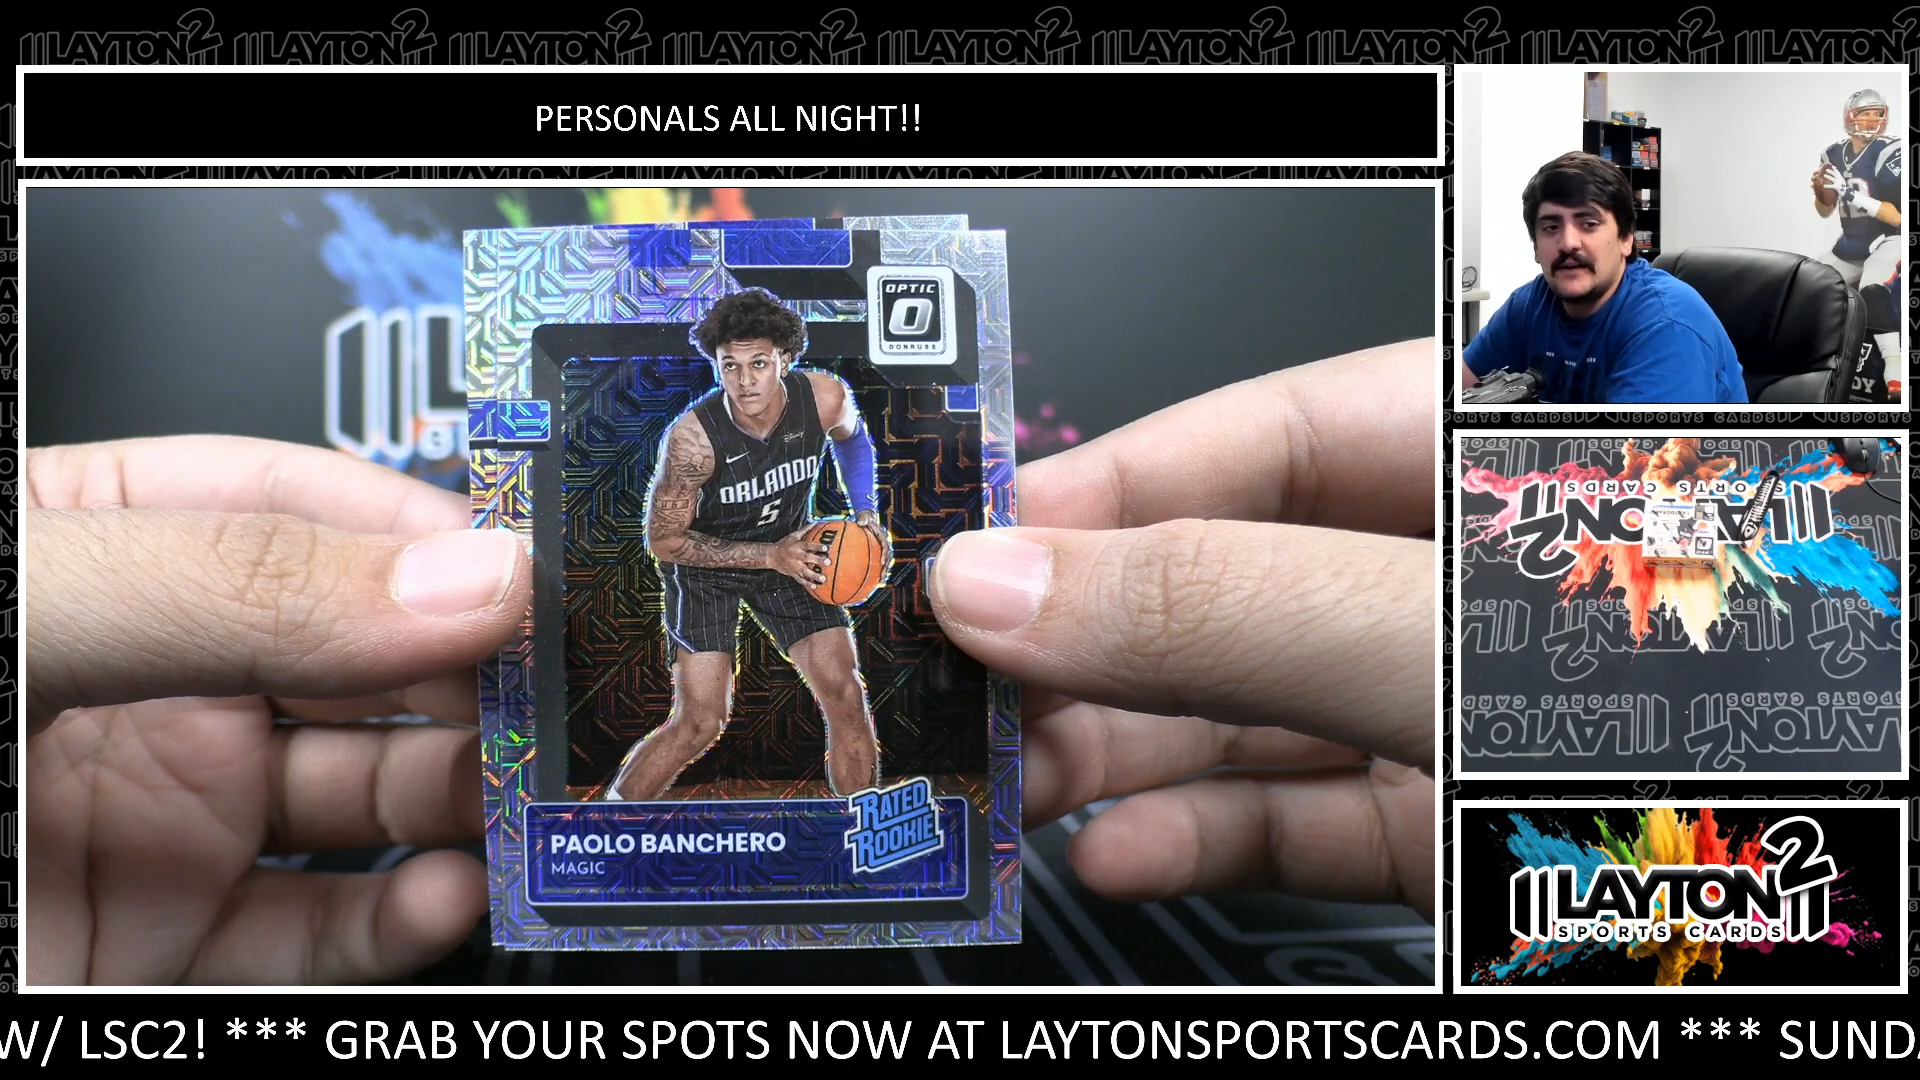 PERSONALS ALL NIGHT!!
OPTIC
DONRUSS
ORLANDO
5
RATED
ROOKIE
PAOLO BANCHERO
MAGIC
LAYTON 2
SPORTS CARDS
W/ LSC2! *** GRAB YOUR SPOTS NOW AT LAYTONSPORTSCARDS.COM *** SUNDA